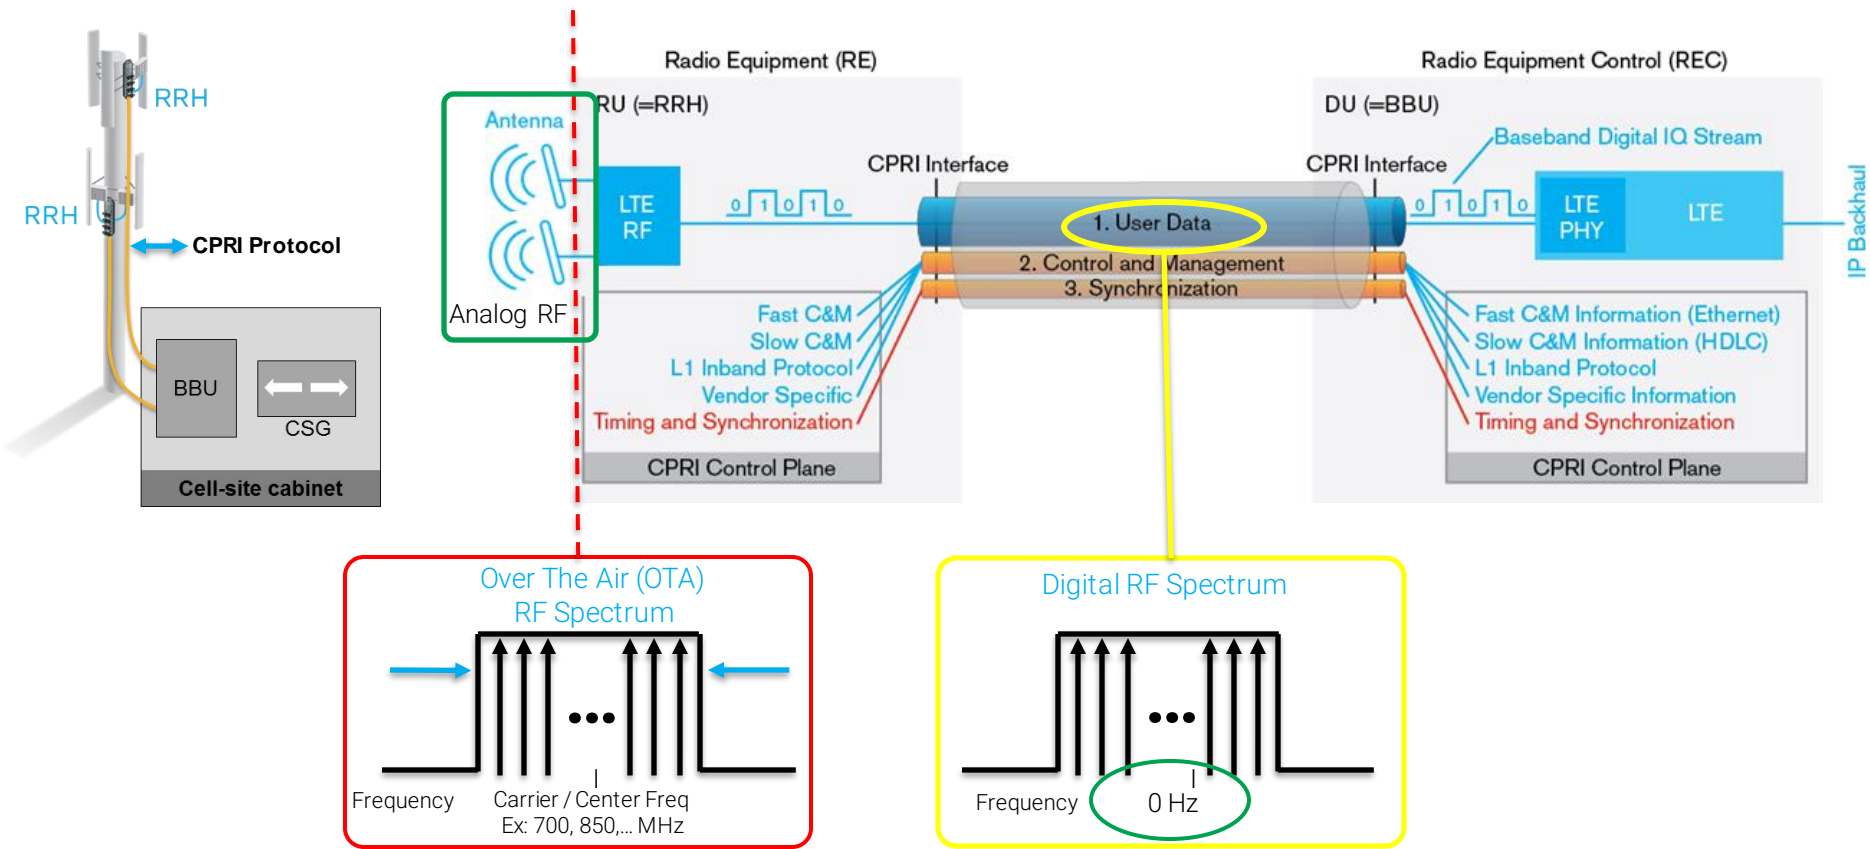 RRH
RRH
CPRI Protocol
BBU
CSG
Cell-site cabinet
Radio Equipment (RE)
RU (=RRH)
Antenna
Analog RF
LTE
RF
0 1 0 1 0
CPRI Interface
Fast C&M
Slow C&M
L1 Inband Protocol
Vendor Specific
Timing and Synchronization
CPRI Control Plane
1. User Data
2. Control and Management
3. Synchronization
Radio Equipment Control (REC)
DU (=BBU)
Baseband Digital IQ Stream
CPRI Interface
0 1 0 1 0
LTE
PHY
LTE
IP Backhaul
Fast C&M Information (Ethernet)
Slow C&M Information (HDLC)
L1 Inband Protocol
Vendor Specific Information
Timing and Synchronization
CPRI Control Plane
Over The Air (OTA)
RF Spectrum
Frequency
Carrier / Center Freq
Ex: 700, 850,... MHz
Digital RF Spectrum
Frequency
0 Hz